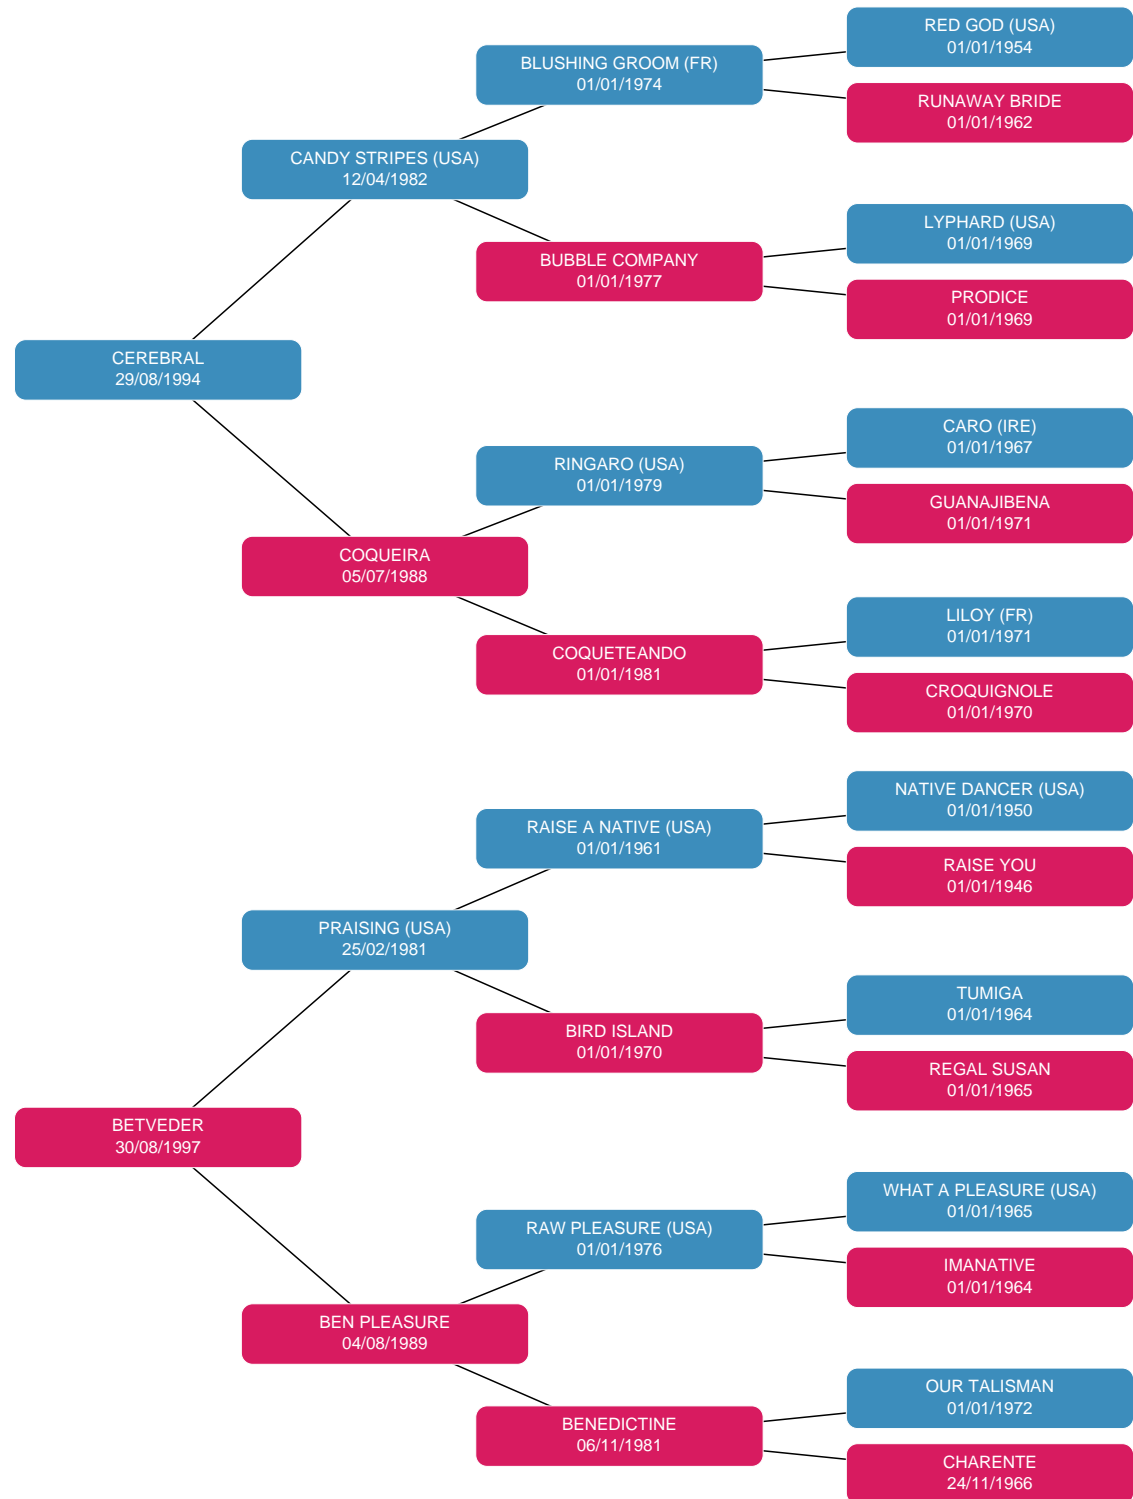 RED GOD (USA)
01/01/1954
BLUSHING GROOM (FR)
01/01/1974
RUNAWAY BRIDE
01/01/1962
CANDY STRIPES (USA)
12/04/1982
LYPHARD (USA)
01/01/1969
BUBBLE COMPANY
01/01/1977
PRODICE
01/01/1969
CEREBRAL
29/08/1994
CARO (IRE)
01/01/1967
RINGARO (USA)
01/01/1979
GUANAJIBENA
01/01/1971
COQUEIRA
05/07/1988
LILOY (FR)
01/01/1971
COQUETEANDO
01/01/1981
CROQUIGNOLE
01/01/1970
NATIVE DANCER (USA)
01/01/1950
RAISE A NATIVE (USA)
01/01/1961
RAISE YOU
01/01/1946
PRAISING (USA)
25/02/1981
TUMIGA
01/01/1964
BIRD ISLAND
01/01/1970
REGAL SUSAN
01/01/1965
BETVEDER
30/08/1997
WHAT A PLEASURE (USA)
01/01/1965
RAW PLEASURE (USA)
01/01/1976
IMANATIVE
01/01/1964
BEN PLEASURE
04/08/1989
OUR TALISMAN
01/01/1972
BENEDICTINE
06/11/1981
CHARENTE
24/11/1966